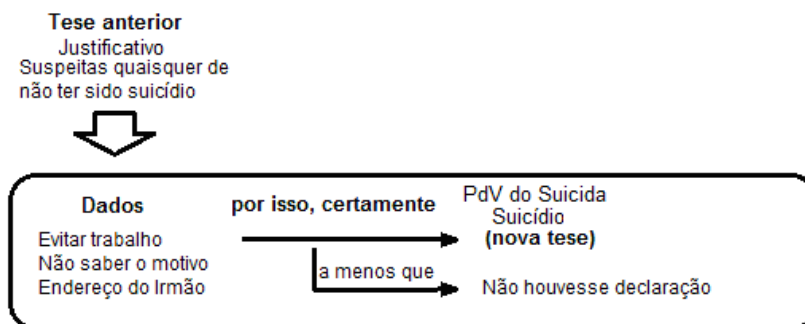 Tese anterior
Justificativo
Suspeitas quaisquer de
não ter sido suicídio
Dados
Evitar trabalho
Não saber o motivo
Endereço do Irmão
por isso, certamente
a menos que
PdV do Suicida
Suicídio
(nova tese)
Não houvesse declaração